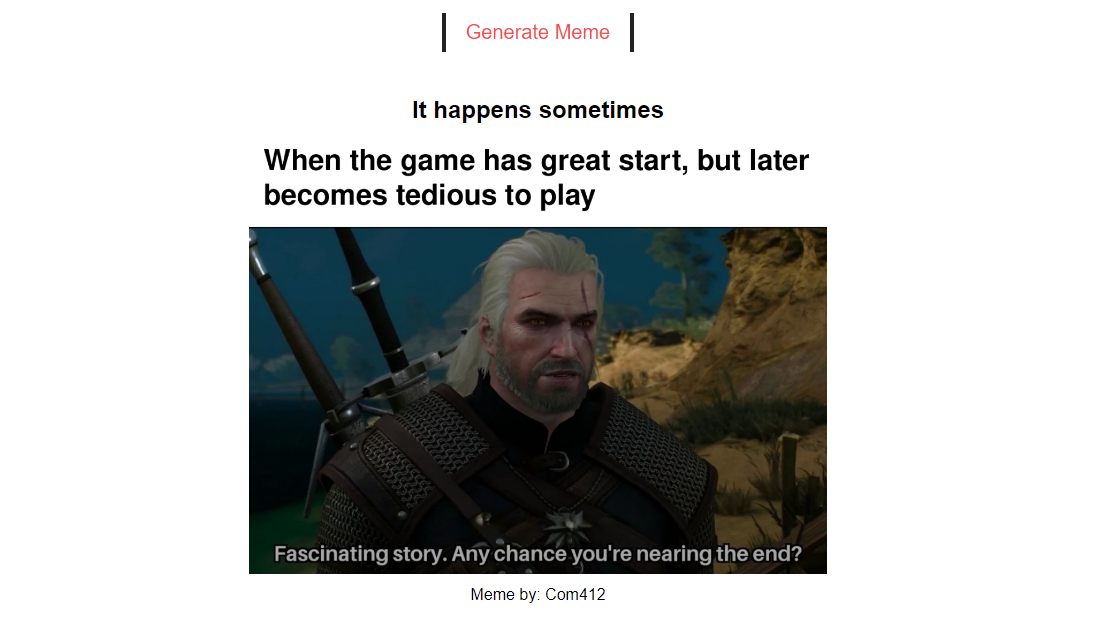 Generate Meme
It happens sometimes
When the game has great start, but later
becomes tedious to play
Fascinating story. Any chance you're nearing the end?
Meme by: Com412